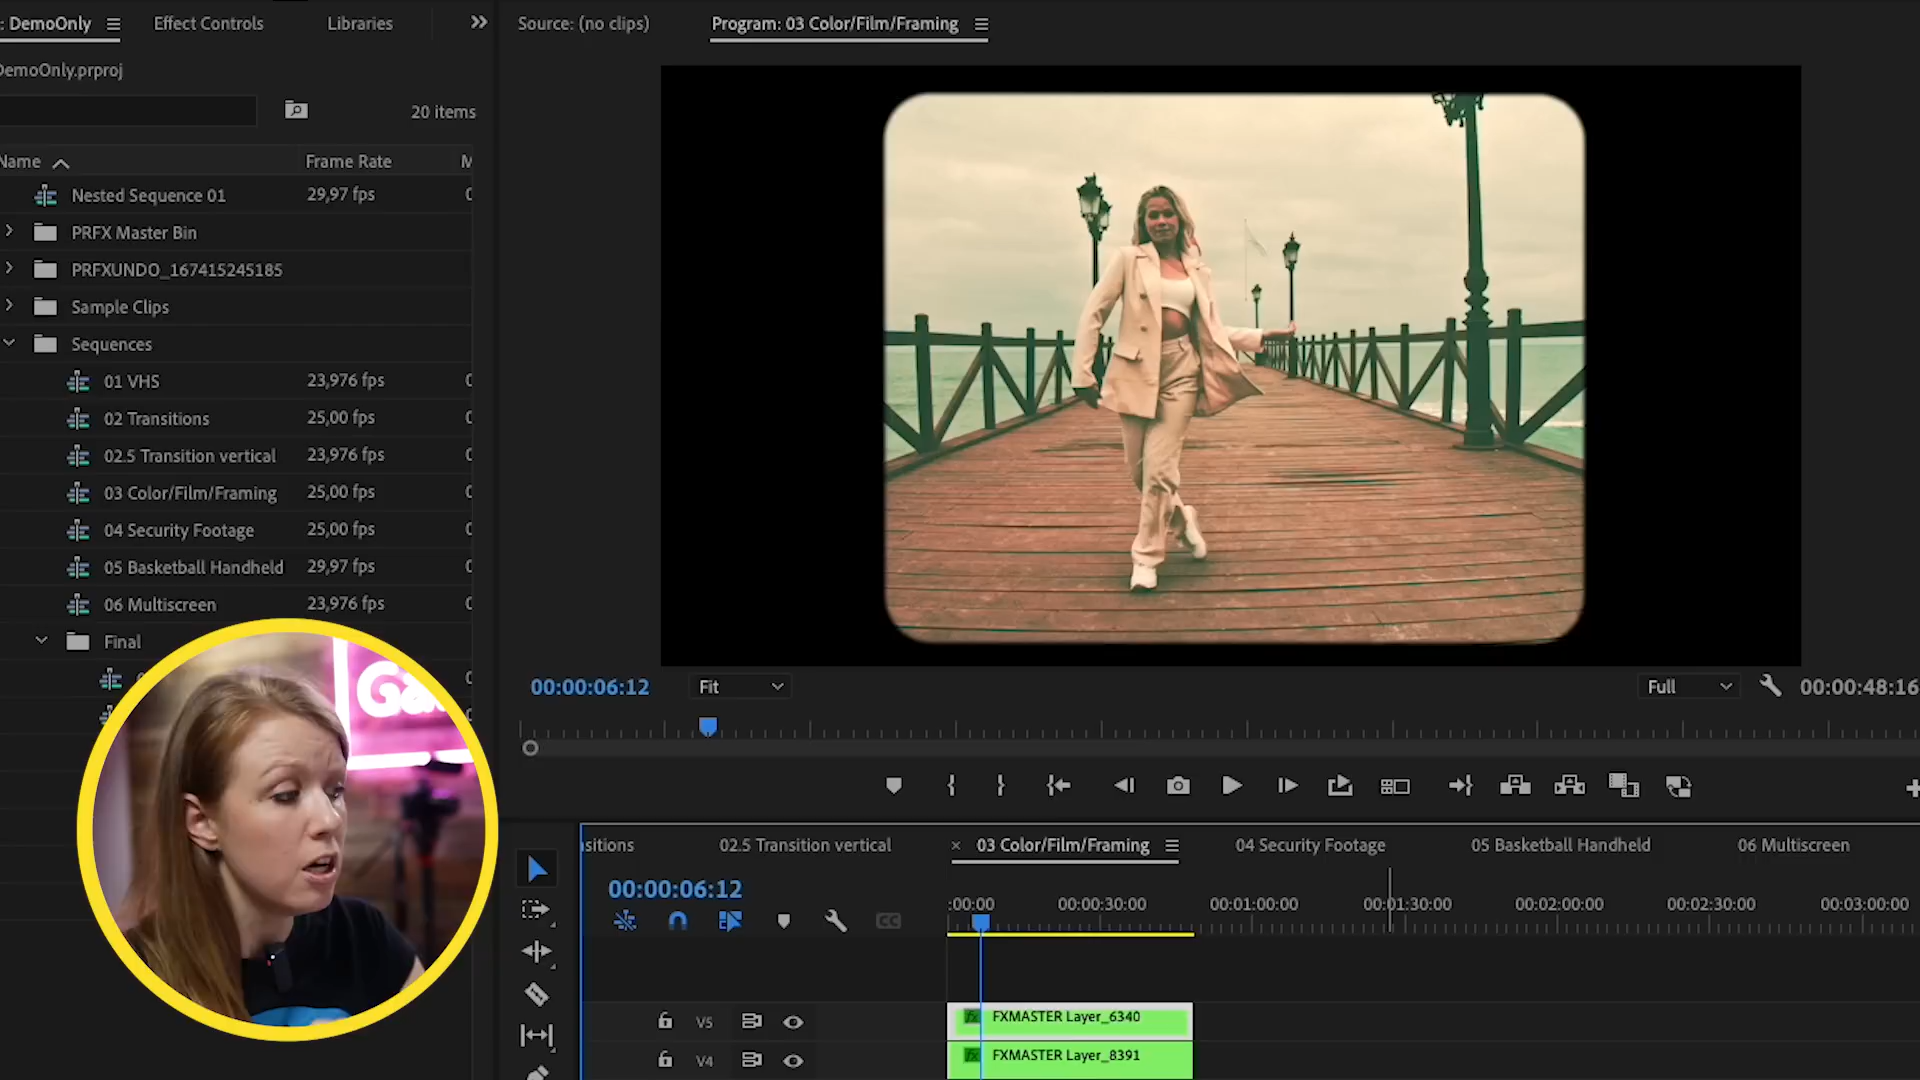 : DemoOnly
Effect Controls
Libraries
Source: (no clips)
Program: 03 Color/Film/Framing
DemoOnly.prproj
20 items
Name
Frame Rate
M
Nested Sequence 01
29,97 fps
PRFX Master Bin
PRFXUNDO_167415245185
Sample Clips
Sequences
01 VHS
23,976 fps
02 Transitions
25,00 fps
02.5 Transition vertical
23,976 fps
03 Color/Film/Framing
25,00 fps
04 Security Footage
25,00 fps
05 Basketball Handheld
29,97 fps
06 Multiscreen
23,976 fps
Final
00:00:06:12
Fit
Full
00:00:48:16
sitions
02.5 Transition vertical
03 Color/Film/Framing
04 Security Footage
05 Basketball Handheld
06 Multiscreen
00:00:06:12
:00:00
00:00:30:00
00:01:00:00
00:01:30:00
00:02:00:00
00:02:30:00
00:03:00:00
V5
FXMASTER Layer_6340
V4
FXMASTER Layer_8391